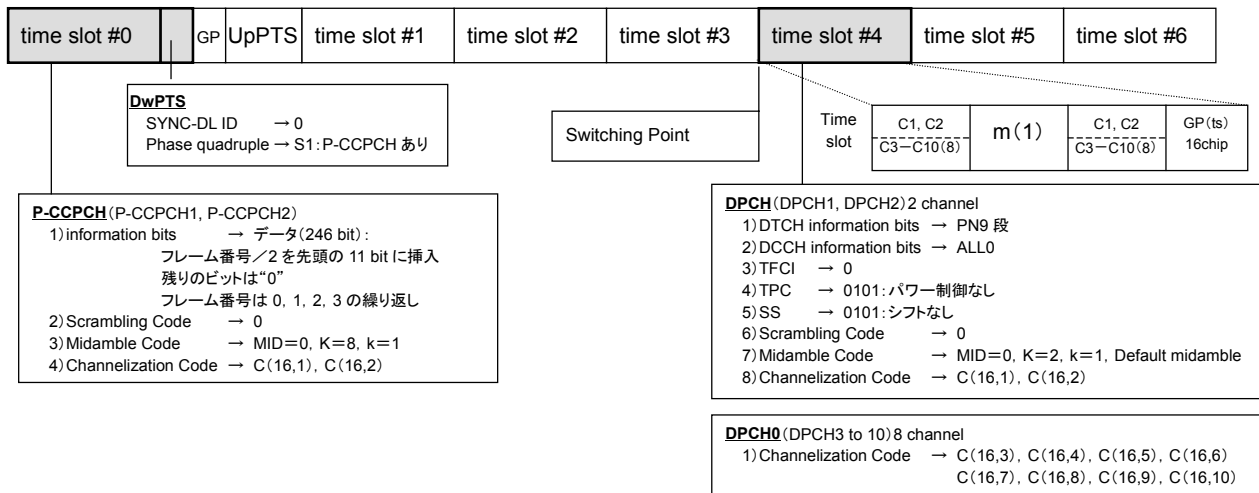 time slot #0 GP UpPTS time slot #1 time slot #2 time slot #3 time slot #4 time slot #5 time slot #6
DwPTS
SYNC-DL ID → 0
Phase quadruple → S1:P-CCPCH あり
Switching Point
Time slot
C1, C2
C3－C10(8)
m(1)
C1, C2
C3－C10(8)
GP(ts)
16chip
P-CCPCH(P-CCPCH1, P-CCPCH2)
1)information bits → データ(246 bit):
フレーム番号／2 を先頭の 11 bit に挿入
残りのビットは“0”
フレーム番号は 0, 1, 2, 3 の繰り返し
2)Scrambling Code → 0
3)Midamble Code → MID=0, K=8, k=1
4)Channelization Code → C(16,1), C(16,2)
DPCH(DPCH1, DPCH2)2 channel
1)DTCH information bits → PN9 段
2)DCCH information bits → ALL0
3)TFCI → 0
4)TPC → 0101:パワー制御なし
5)SS → 0101:シフトなし
6)Scrambling Code → 0
7)Midamble Code → MID=0, K=2, k=1, Default midamble
8)Channelization Code → C(16,1), C(16,2)
DPCH0(DPCH3 to 10)8 channel
1)Channelization Code → C(16,3), C(16,4), C(16,5), C(16,6)
C(16,7), C(16,8), C(16,9), C(16,10)